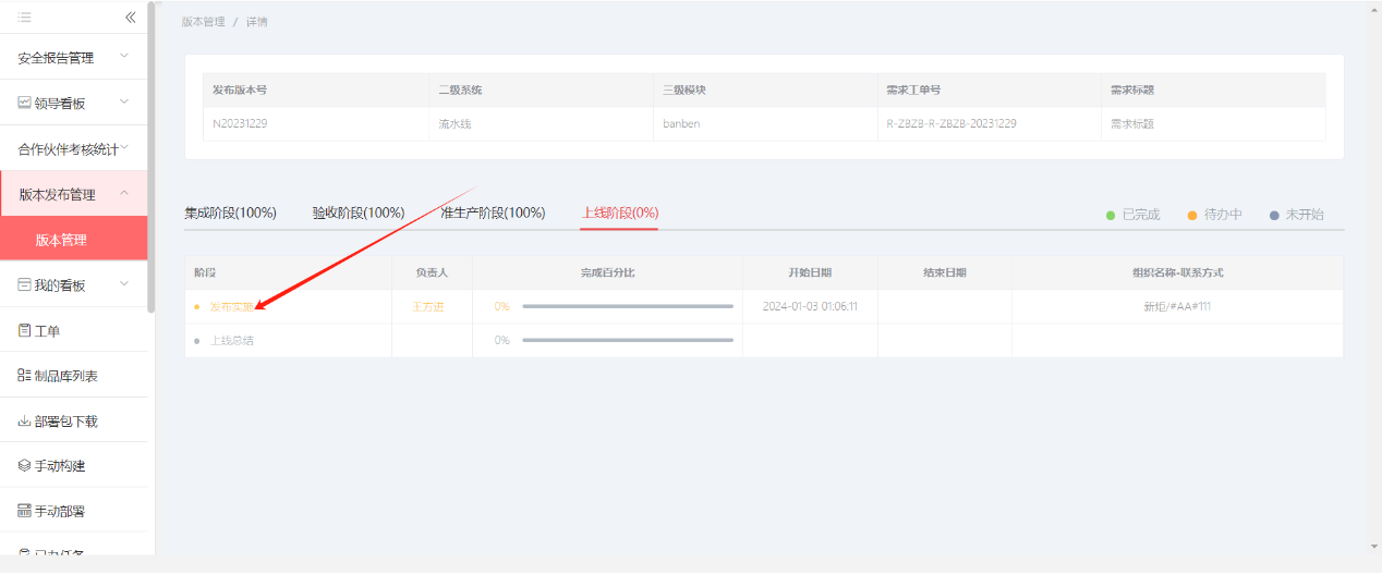 版本管理 / 详情
安全报告管理
领导看板
合作伙伴考核统计
版本发布管理
版本管理
我的看板
工单
制品库列表
部署包下载
手动构建
手动部署
已办任务
发布版本号 二级系统 三级模块 需求工单号 需求标题
N20231229 流水线 banben R-ZBZB-R-ZBZB-20231229 需求标题
集成阶段(100%) 验收阶段(100%) 准生产阶段(100%) 上线阶段(0%) 已完成 待办中 未开始
阶段 负责人 完成百分比 开始日期 结束日期 组织名称-联系方式
发布实施 王方进 0% 2024-01-03 01:06:11 新炬/#AA#111
上线总结 0%